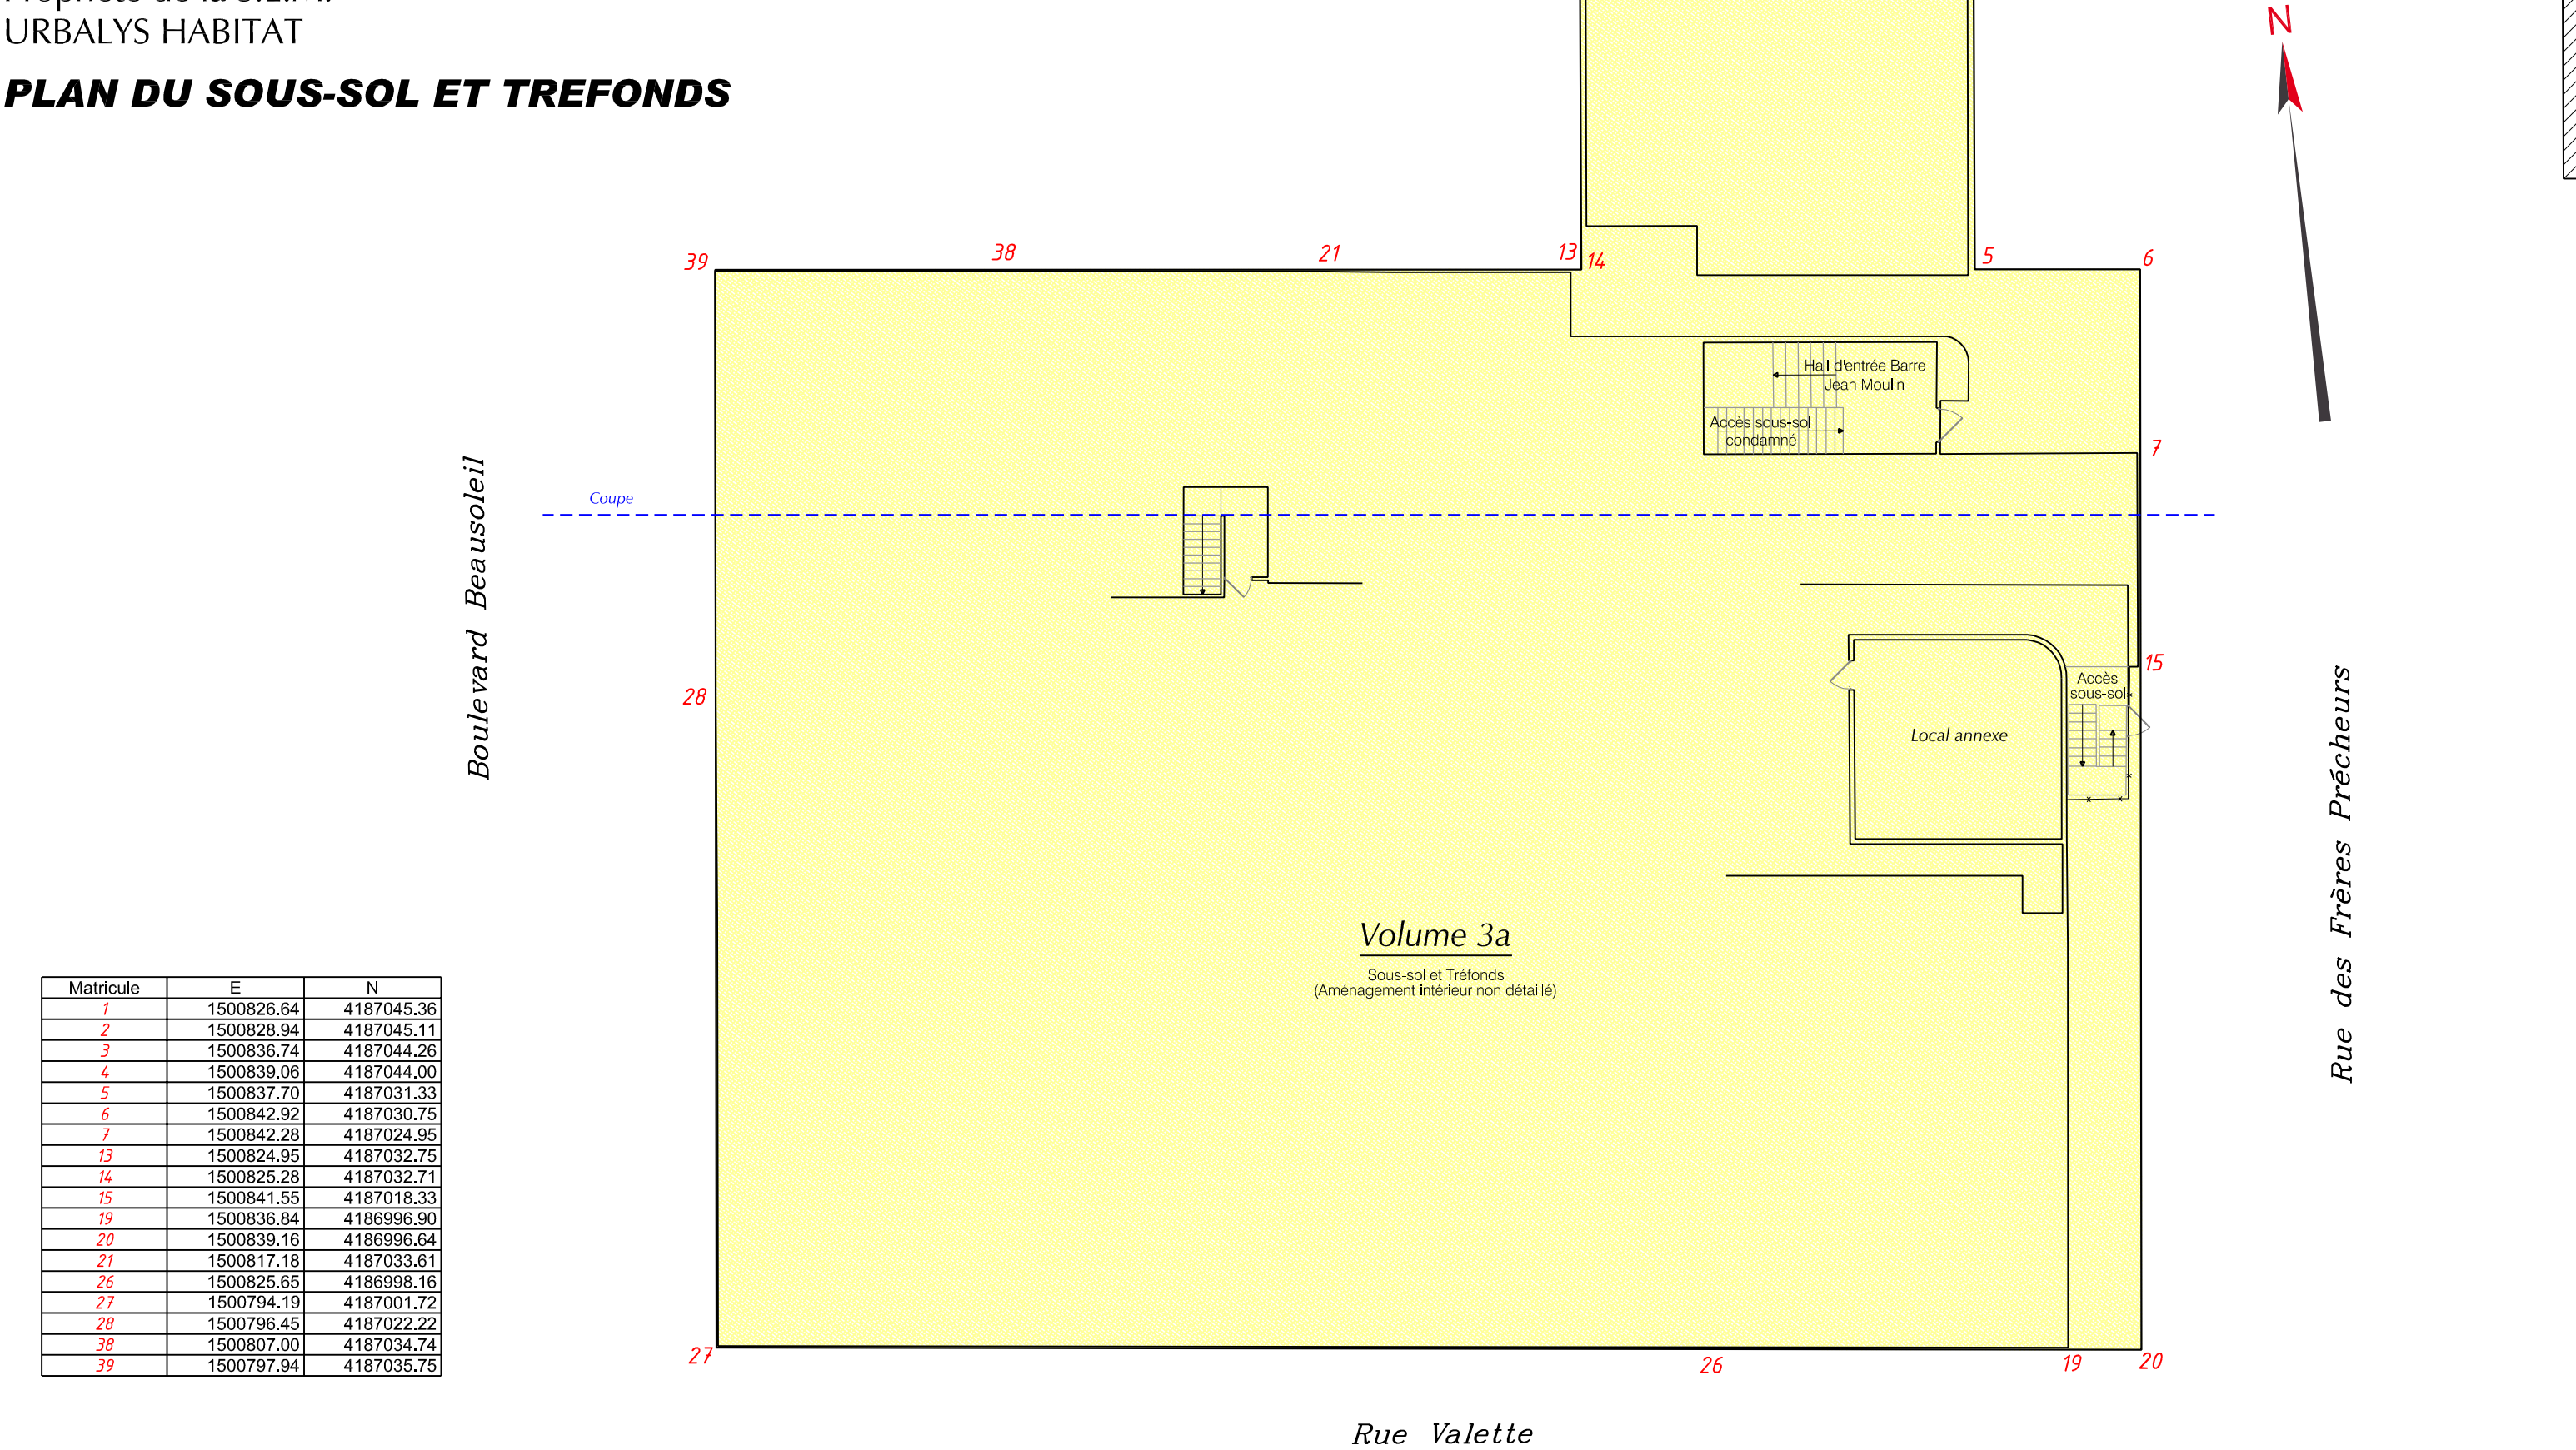 URBALYS HABITAT
PLAN DU SOUS-SOL ET TREFONDS
N
39
38
21
13
14
5
6
Hall d'entrée Barre
Jean Moulin
Accès sous-sol
condamné
7
Coupe
Boulevard Beausoleil
28
15
Accès
sous-sol
Local annexe
Rue des Frères Précheurs
Volume 3a
Sous-sol et Tréfonds
(Aménagement intérieur non détaillé)
Matricule E N
1 1500826.64 4187045.36
2 1500828.94 4187045.11
3 1500836.74 4187044.26
4 1500839.06 4187044.00
5 1500837.70 4187031.33
6 1500842.92 4187030.75
7 1500842.28 4187024.95
13 1500824.95 4187032.75
14 1500825.28 4187032.71
15 1500841.55 4187018.33
19 1500836.84 4186996.90
20 1500839.16 4186996.64
21 1500817.18 4187033.61
26 1500825.65 4186998.16
27 1500794.19 4187001.72
28 1500796.45 4187022.22
38 1500807.00 4187034.74
39 1500797.94 4187035.75
27
26
19
20
Rue Valette